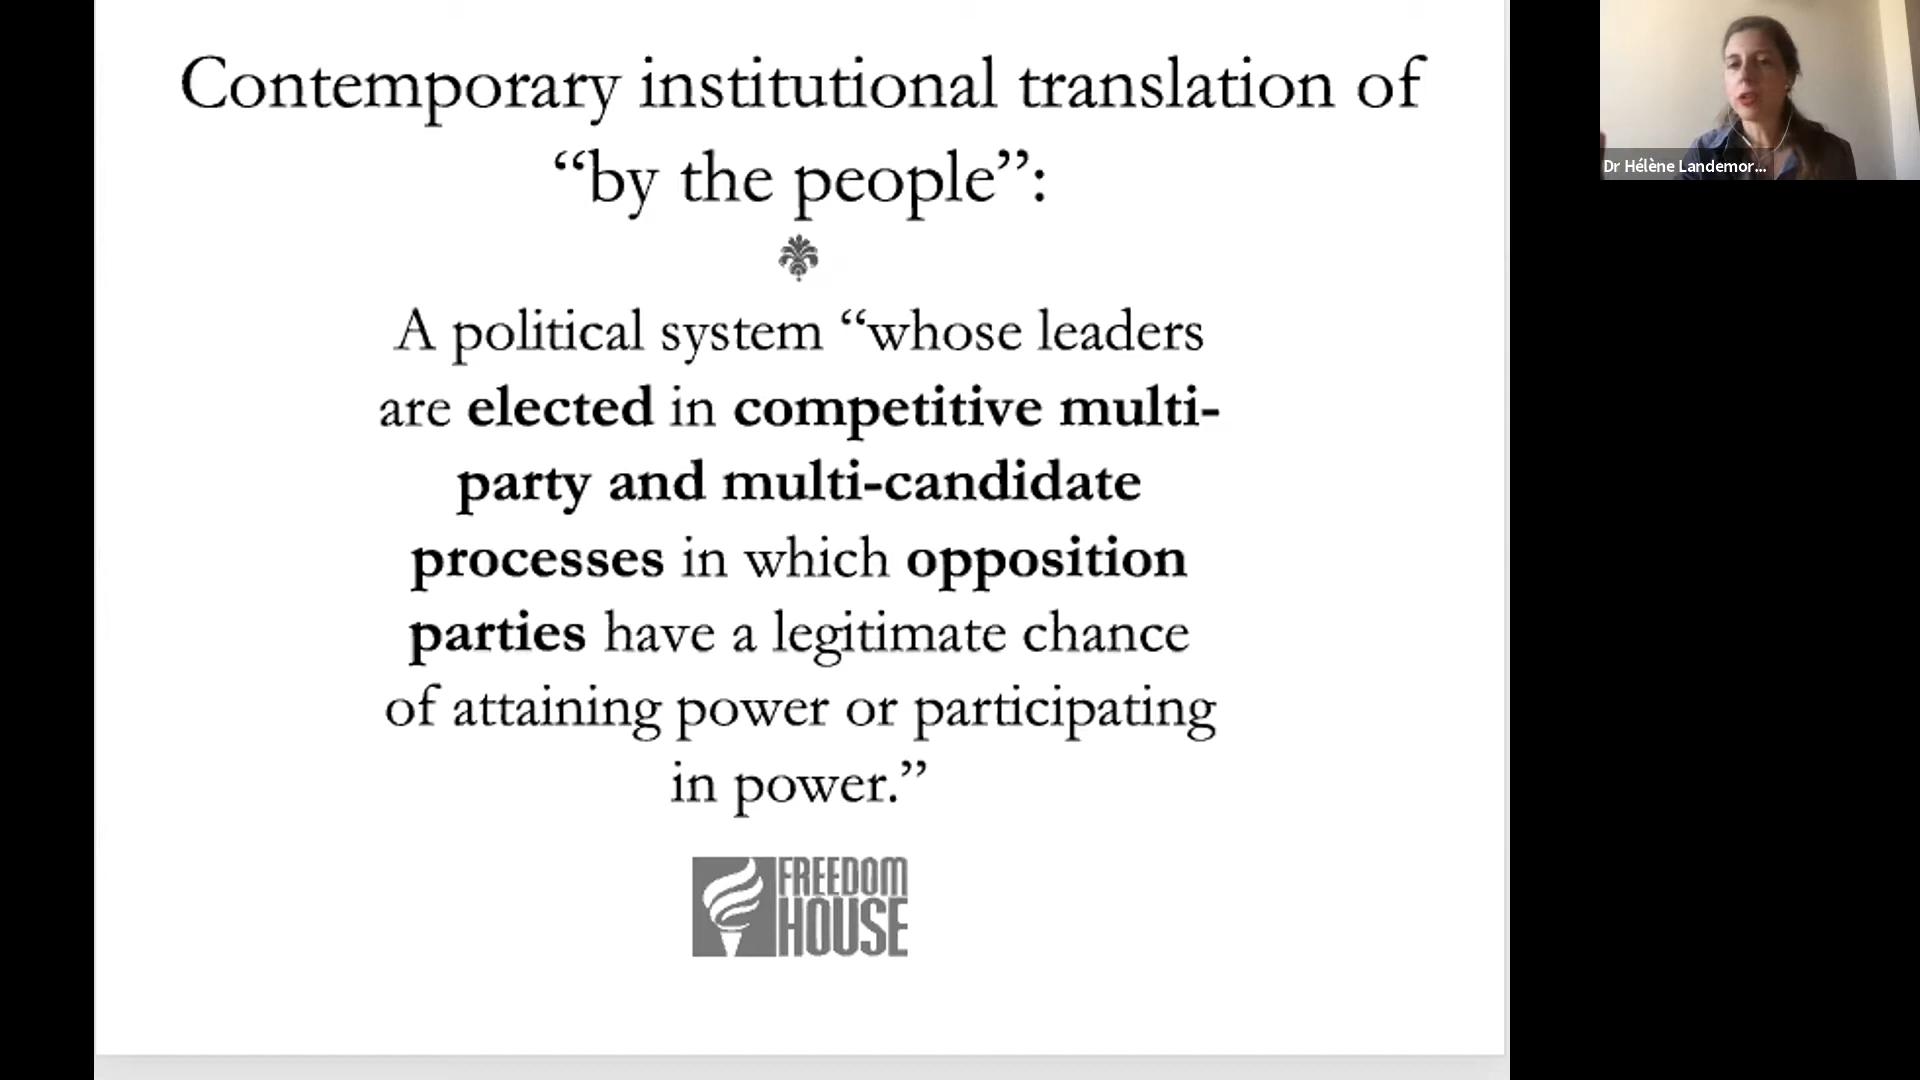 Contemporary institutional translation of
“by the people”:
A political system “whose leaders
are elected in competitive multi-
party and multi-candidate
processes in which opposition
parties have a legitimate chance
of attaining power or participating
in power.”
FREEDOM
HOUSE
Dr Hélène Landemor...